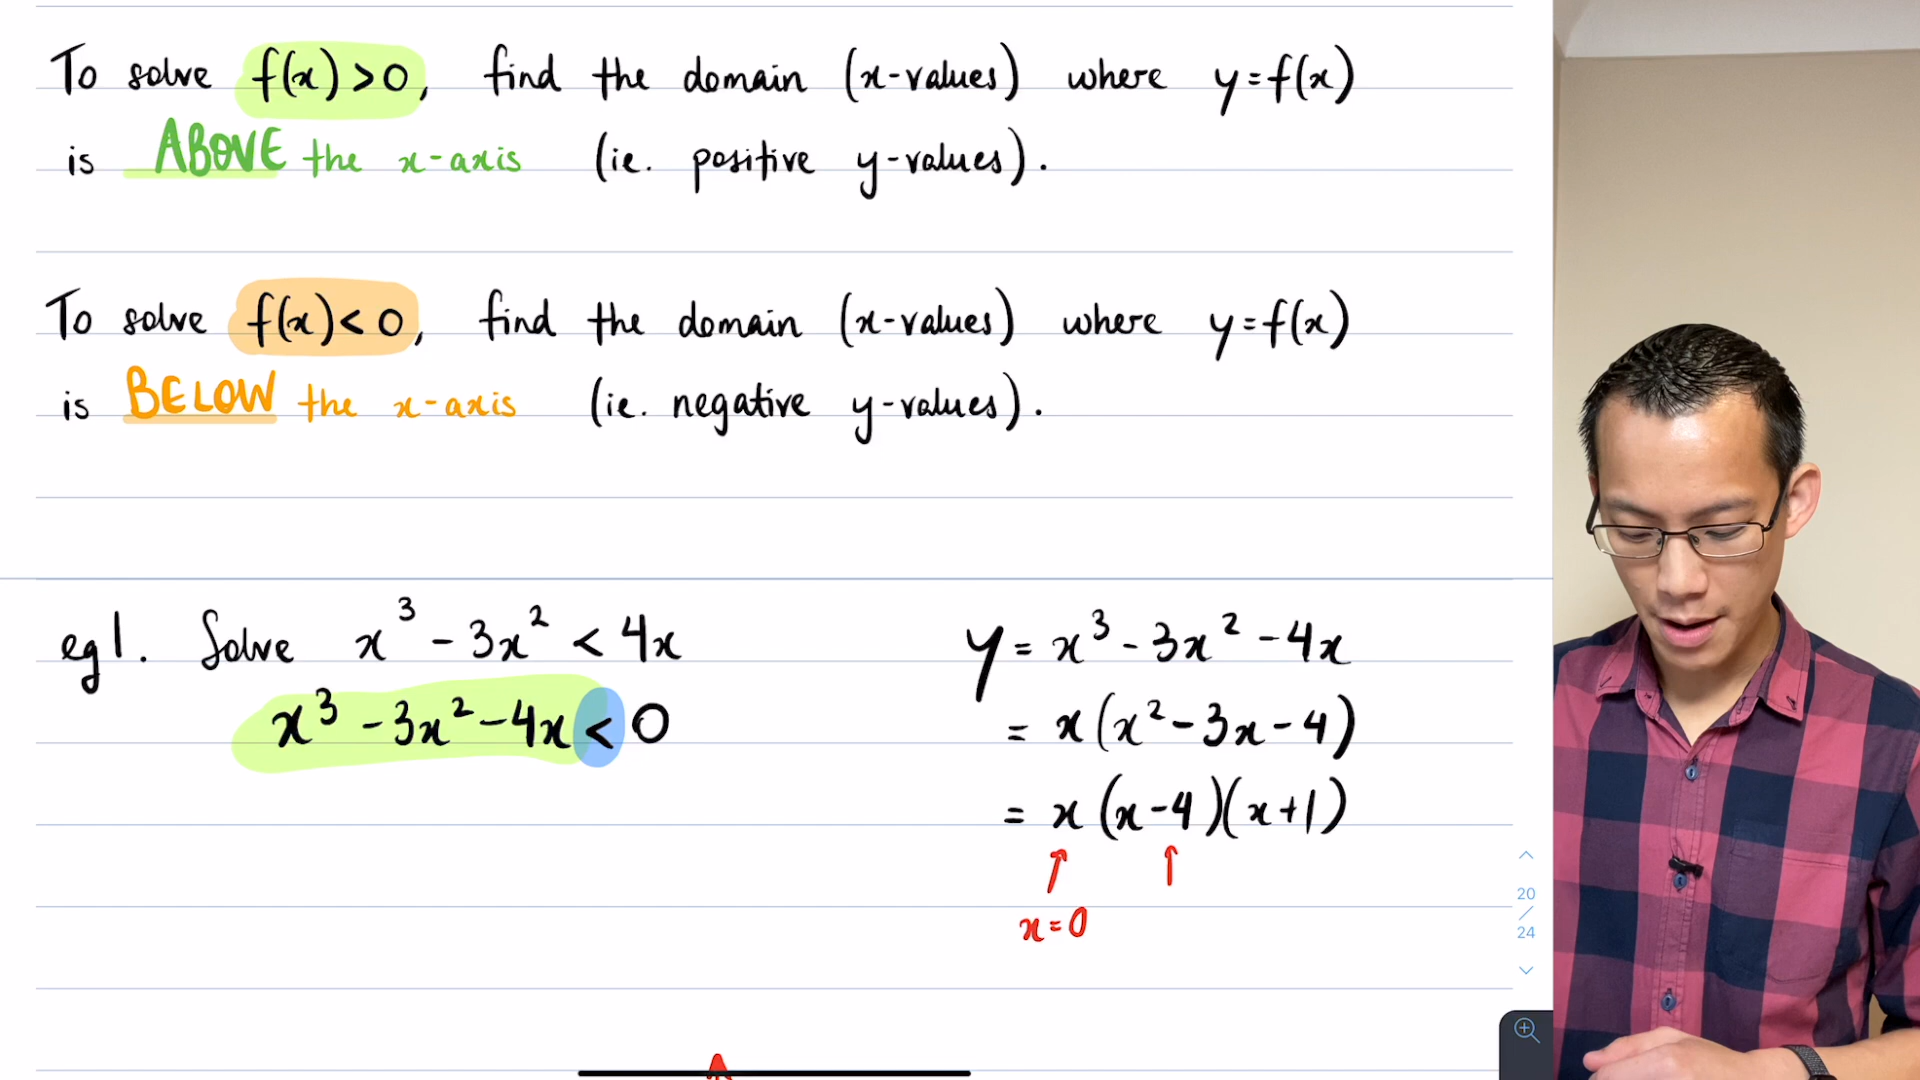 To solve f(x) > 0, find the domain (x-values) where y = f(x)
is ABOVE the x-axis (ie. positive y-values).
To solve f(x) < 0, find the domain (x-values) where y = f(x)
is BELOW the x-axis (ie. negative y-values).
eg1. Solve x³ - 3x² < 4x
x³ - 3x² - 4x < 0
y = x³ - 3x² - 4x
= x(x² - 3x - 4)
= x(x-4)(x+1)
x = 0
20
/
24